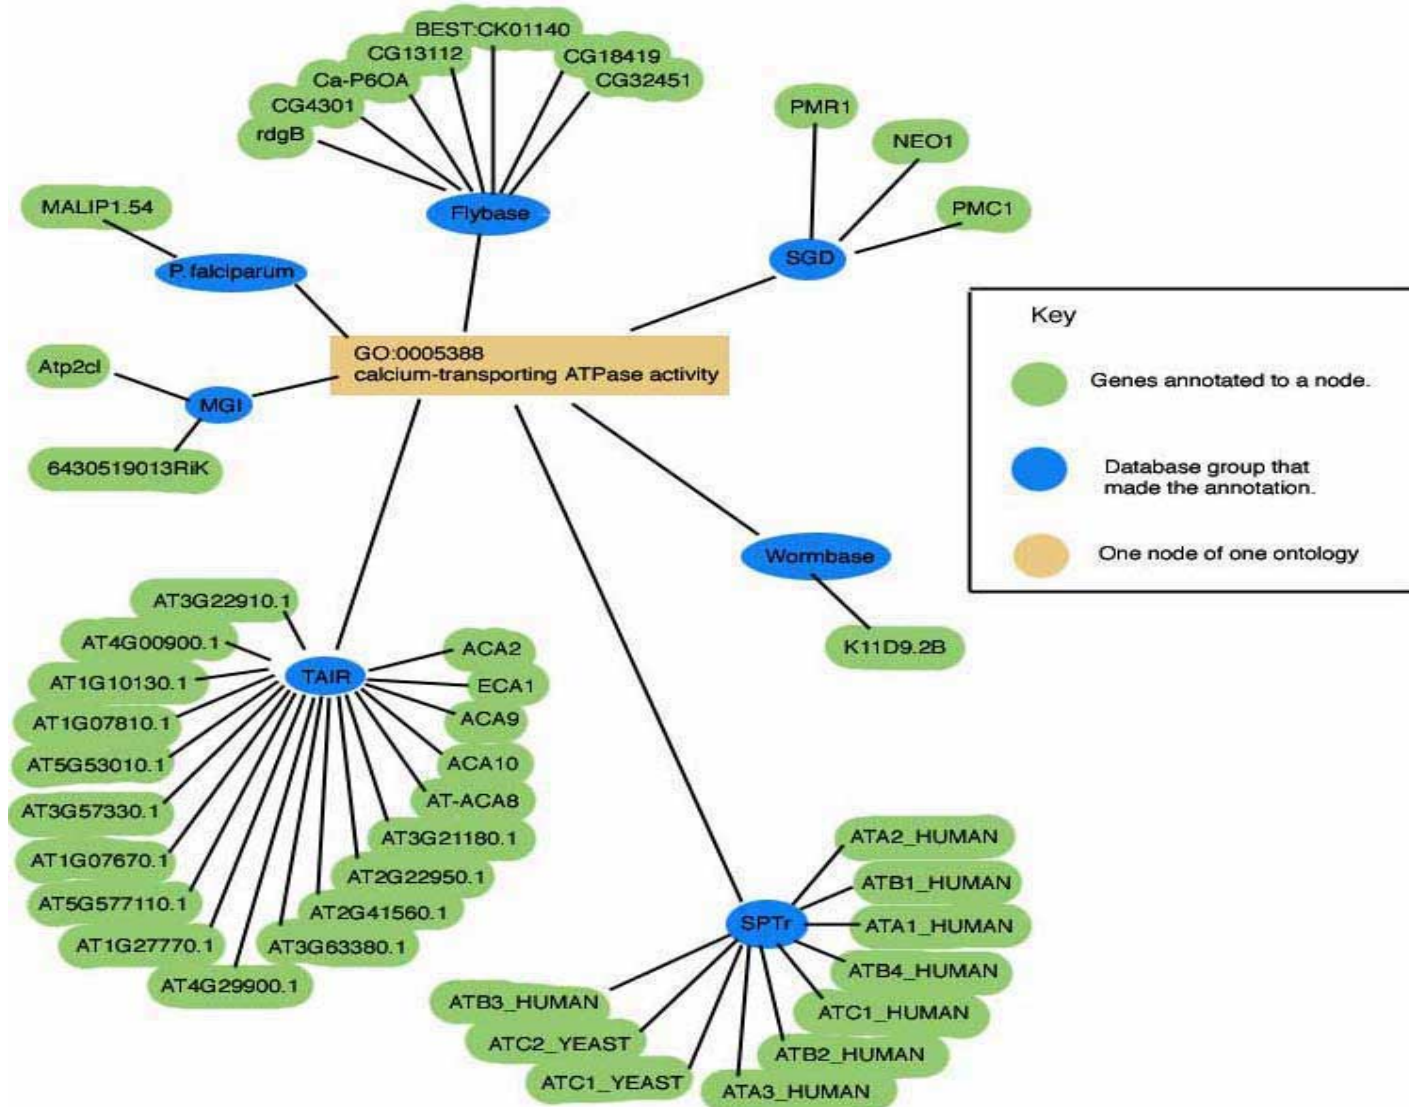 BEST:CK01140
CG13112
CG18419
Ca-P6OA
CG32451
CG4301
rdgB
PMR1
NEO1
MALIP1.54
PMC1
Flybase
P. falciparum
SGD
Key
GO:0005388
calcium-transporting ATPase activity
Atp2cl
MGI
6430519013RiK
Genes annotated to a node.
Database group that
made the annotation.
One node of one ontology
Wormbase
K11D9.2B
AT3G22910.1
AT4G00900.1
AT1G10130.1
AT1G07810.1
AT5G53010.1
AT3G57330.1
AT1G07670.1
AT5G577110.1
AT1G27770.1
AT4G29900.1
TAIR
ACA2
ECA1
ACA9
ACA10
AT-ACA8
AT3G21180.1
AT2G22950.1
AT2G41560.1
AT3G63380.1
SPTr
ATA2_HUMAN
ATB1_HUMAN
ATA1_HUMAN
ATB4_HUMAN
ATC1_HUMAN
ATB2_HUMAN
ATA3_HUMAN
ATB3_HUMAN
ATC2_YEAST
ATC1_YEAST